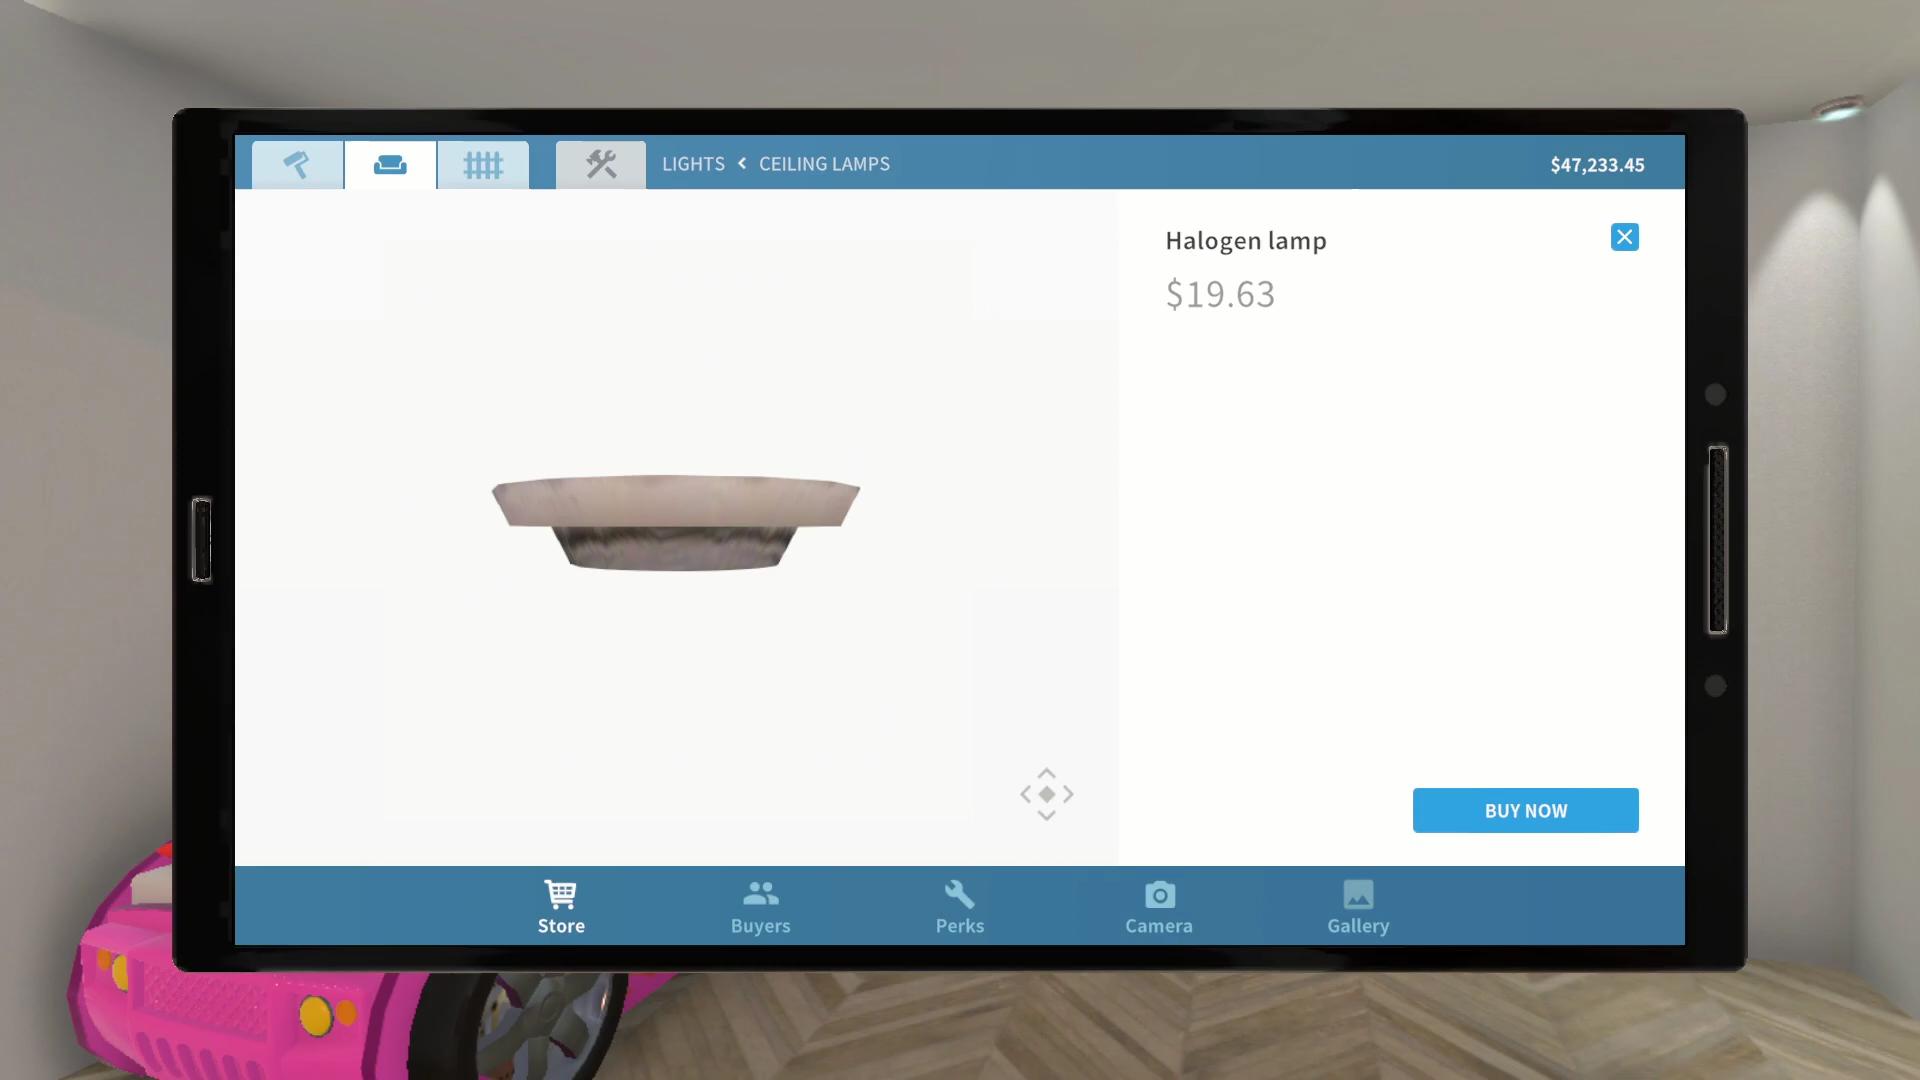 LIGHTS < CEILING LAMPS
$47,233.45
Halogen lamp
$19.63
BUY NOW
Store
Buyers
Perks
Camera
Gallery